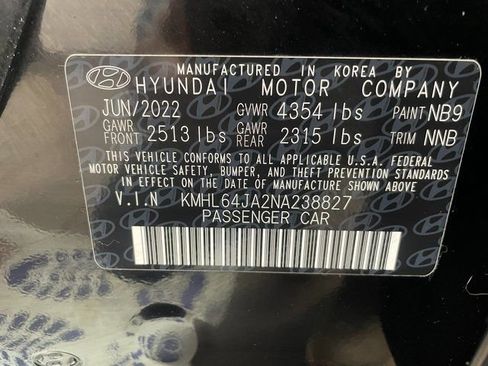 MANUFACTURED IN KOREA BY
HYUNDAI MOTOR COMPANY
JUN/2022 GVWR 4354 lbs PAINT NB9
GAWR FRONT 2513 lbs GAWR REAR 2315 lbs TRIM NNB
THIS VEHICLE CONFORMS TO ALL APPLICABLE U.S.A. FEDERAL
MOTOR VEHICLE SAFETY, BUMPER, AND THEFT PREVENTION STANDARDS
IN EFFECT ON THE DATE OF MANUFACTURE SHOWN ABOVE.
V.I.N KMHL64JA2NA238827
PASSENGER CAR